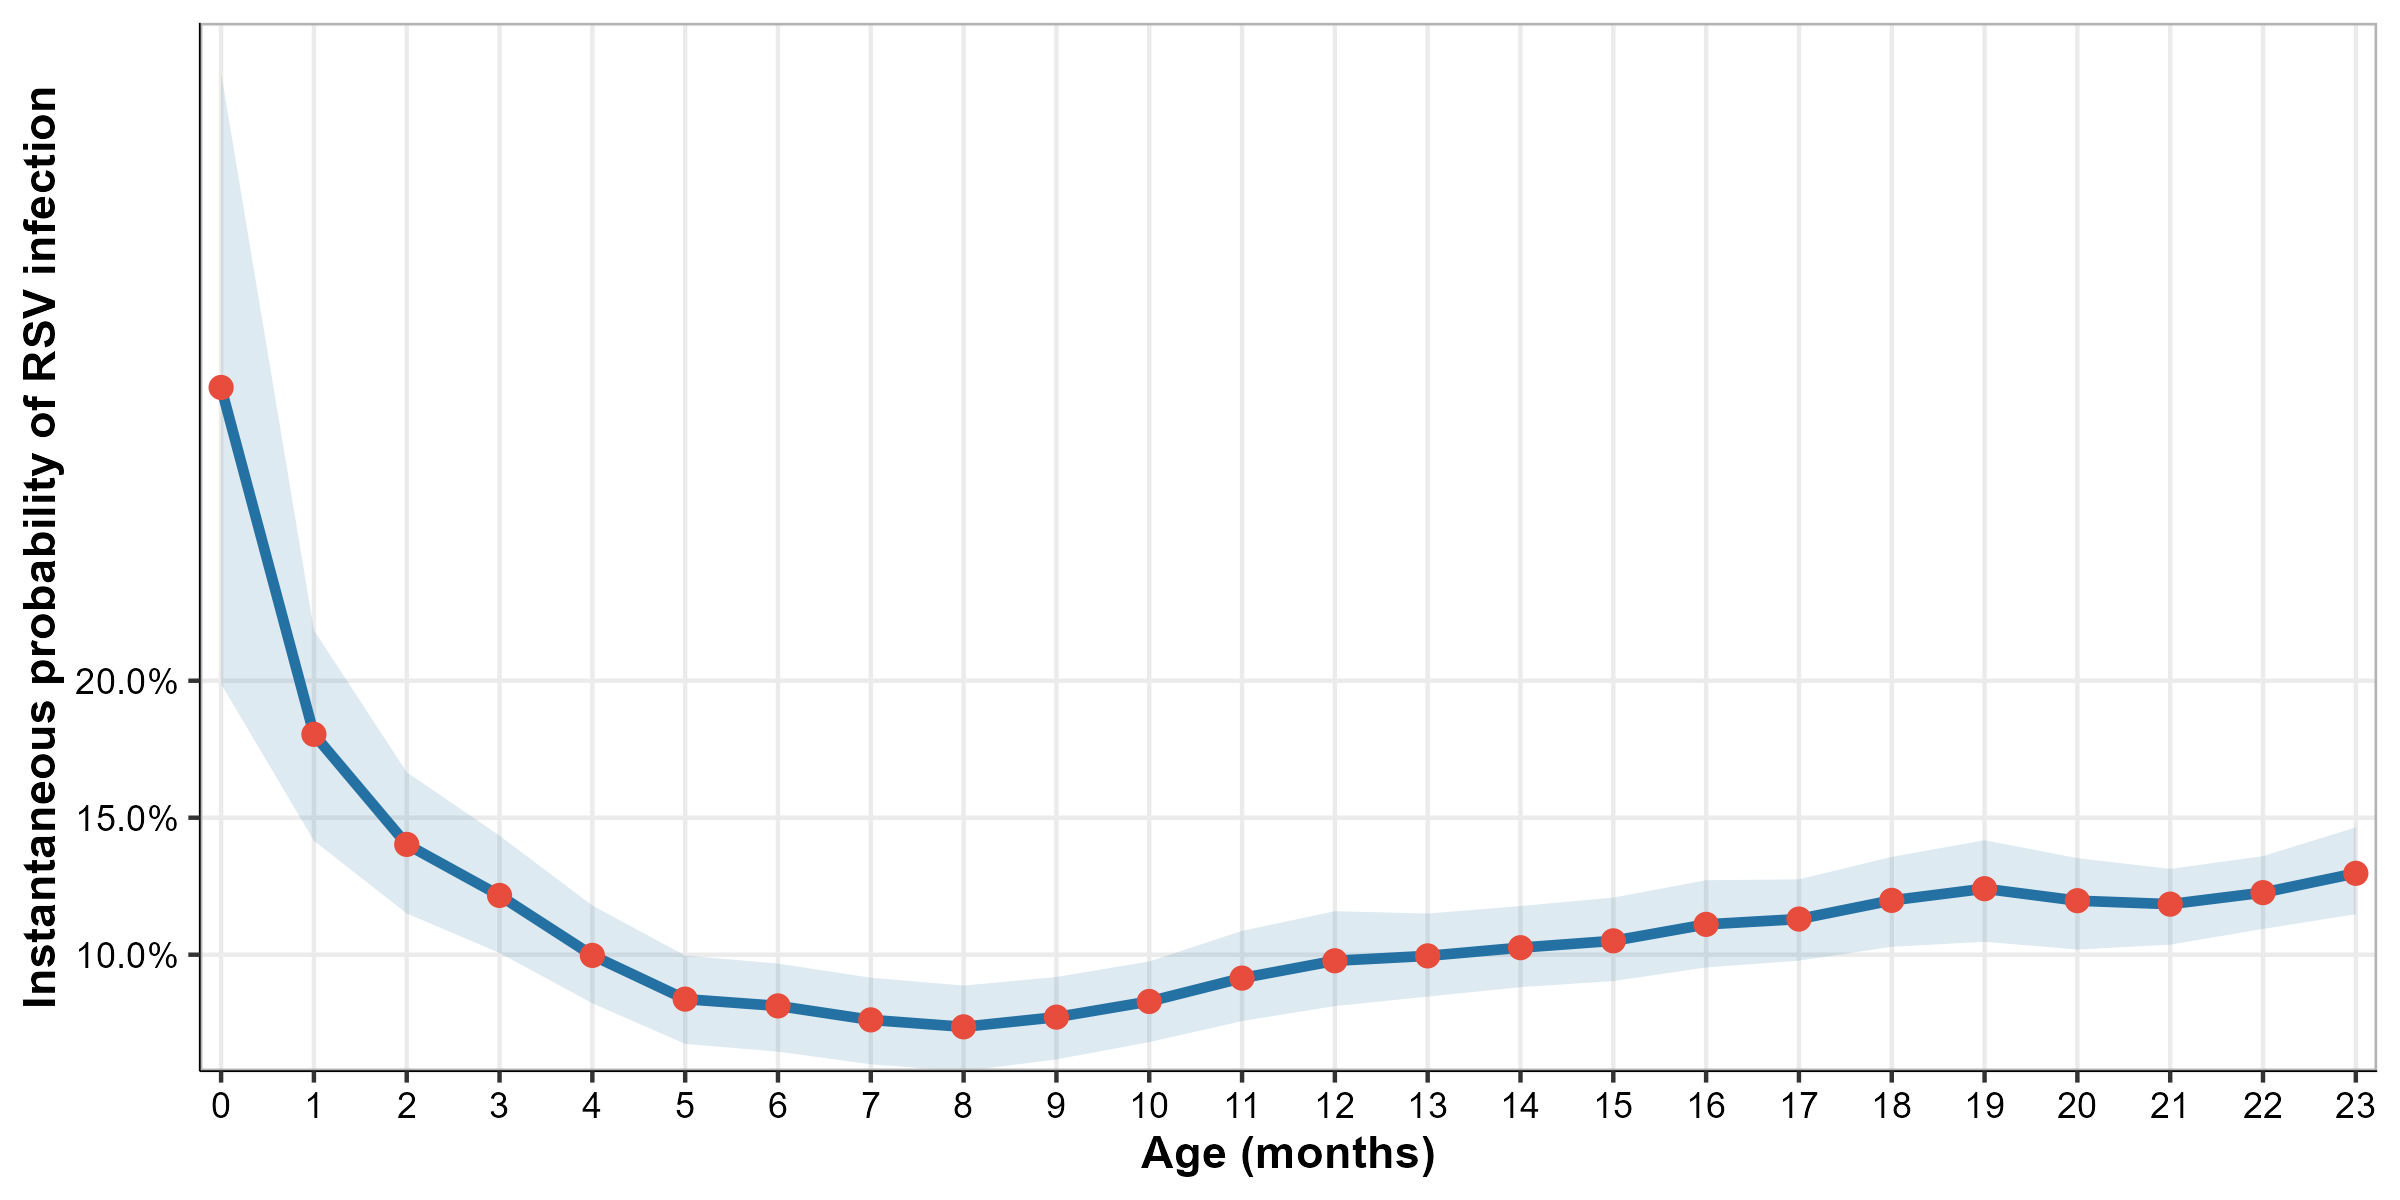 Instantaneous probability of RSV infection
20.0%
15.0%
10.0%
0 1 2 3 4 5 6 7 8 9 10 11 12 13 14 15 16 17 18 19 20 21 22 23
Age (months)